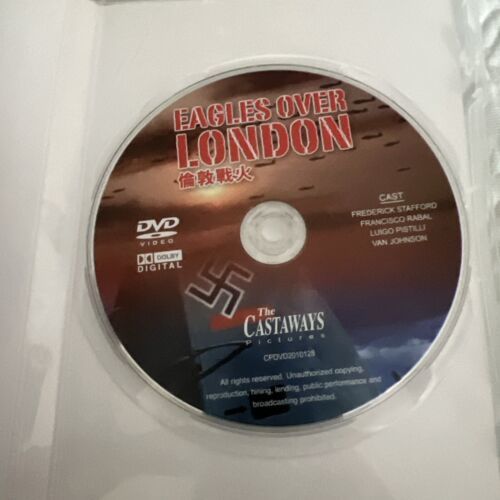 EAGLES OVER
LONDON
倫敦戰火
CAST
FREDERICK STAFFORD
FRANCISCO RABAL
LUIGO PISTILLI
VAN JOHNSON
DVD
VIDEO
DOLBY
DIGITAL
The
CASTAWAYS
Pictures
CPDVD2010128
All rights reserved. Unauthorized copying,
reproduction, hiring, lending, public performance and
broadcasting prohibited.